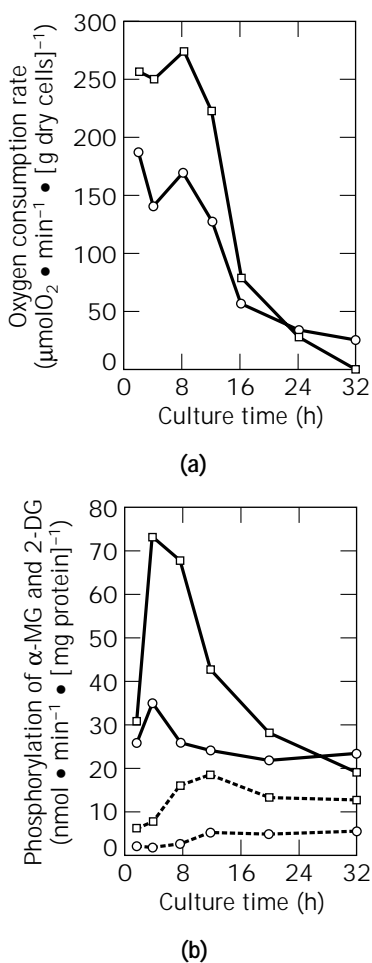 Oxygen consumption rate
(μmolO₂ • min⁻¹ • [g dry cells]⁻¹
300
250
200
150
100
50
0
0 8 16 24 32
Culture time (h)
(a)
Phosphorylation of α-MG and 2-DG
(nmol • min⁻¹ • [mg protein]⁻¹)
80
70
60
50
40
30
20
10
0
0 8 16 24 32
Culture time (h)
(b)